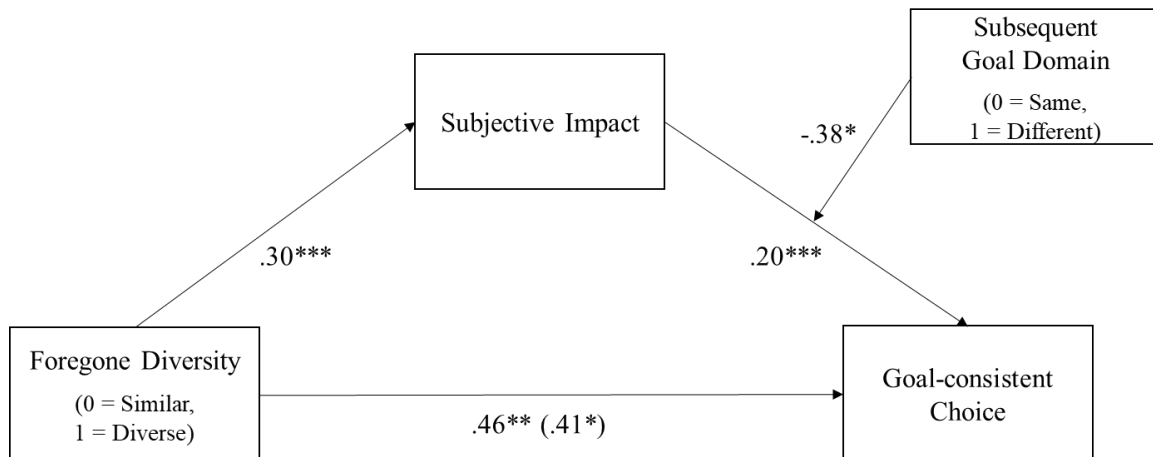 Subsequent
Goal Domain
(0 = Same,
1 = Different)
Subjective Impact
-.38*
.30***
.20***
Foregone Diversity
(0 = Similar,
1 = Diverse)
.46** (.41*)
Goal-consistent
Choice